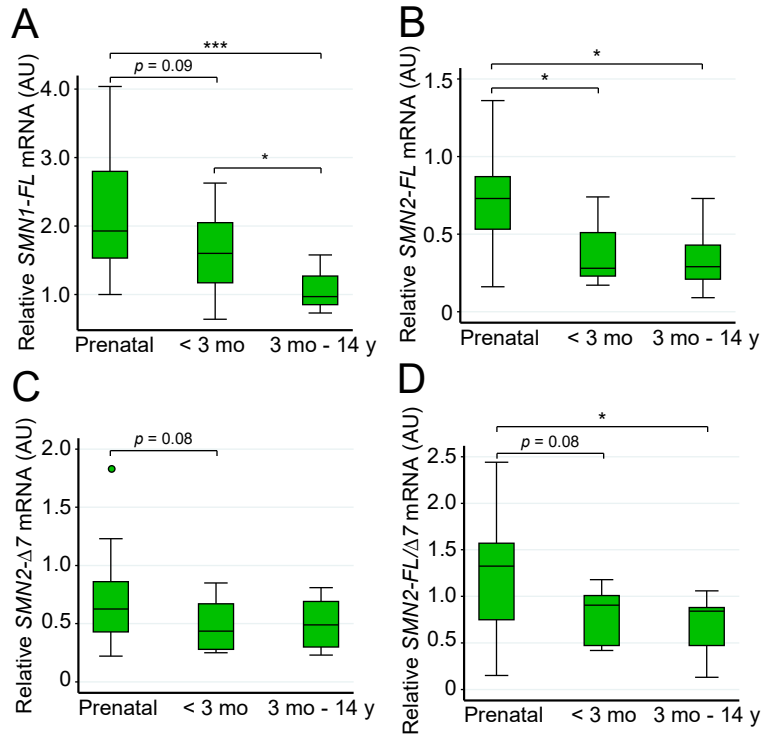 A
Relative SMN1-FL mRNA (AU)
4.0
3.0
2.0
1.0
***
p = 0.09
*
Prenatal
< 3 mo
3 mo - 14 y
B
Relative SMN2-FL mRNA (AU)
1.5
1.0
0.5
0
*
*
Prenatal
< 3 mo
3 mo - 14 y
C
Relative SMN2-Δ7 mRNA (AU)
2.0
1.5
1.0
0.5
0
p = 0.08
Prenatal
< 3 mo
3 mo - 14 y
D
Relative SMN2-FL/Δ7 mRNA (AU)
2.5
2.0
1.5
1.0
0.5
0
*
p = 0.08
Prenatal
< 3 mo
3 mo - 14 y